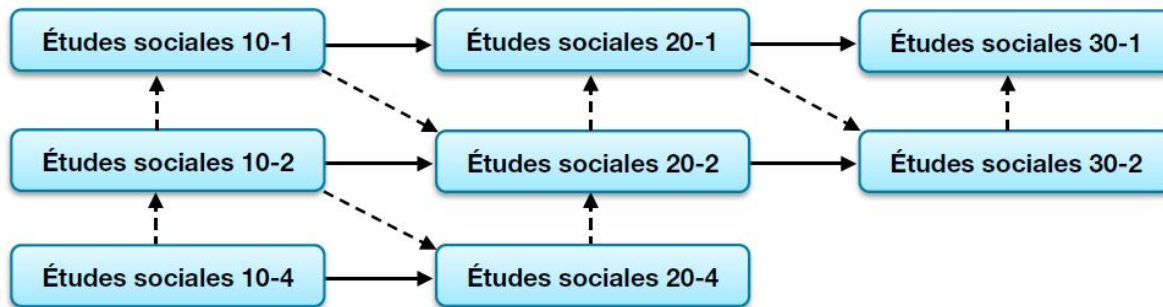 Études sociales 10-1
Études sociales 20-1
Études sociales 30-1
Études sociales 10-2
Études sociales 20-2
Études sociales 30-2
Études sociales 10-4
Études sociales 20-4